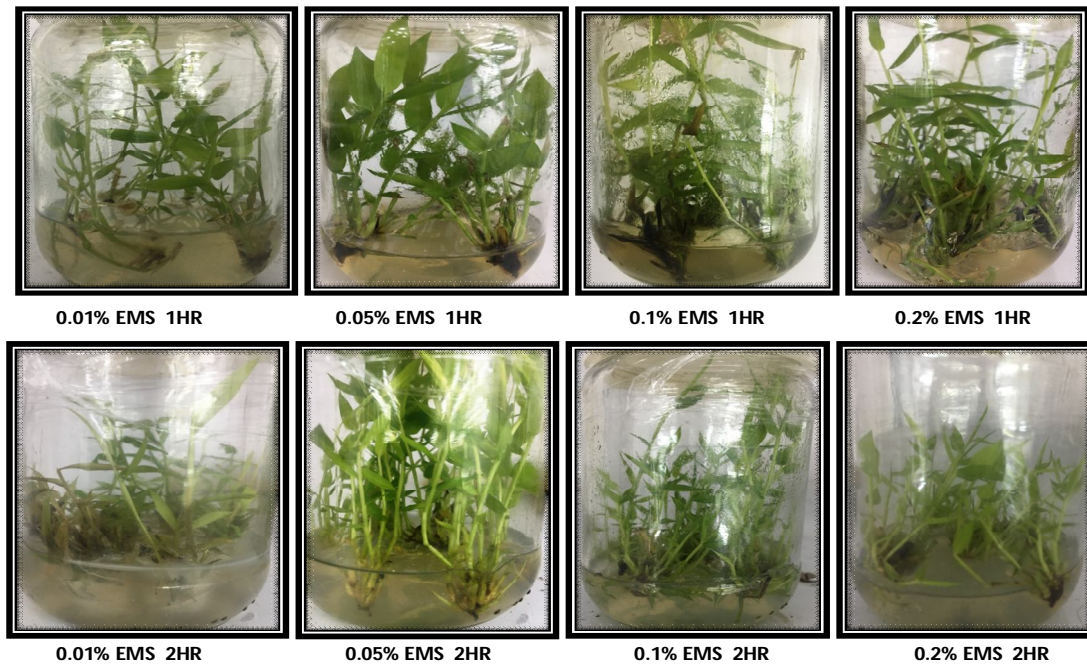 0.01% EMS 1HR
0.05% EMS 1HR
0.1% EMS 1HR
0.2% EMS 1HR
0.01% EMS 2HR
0.05% EMS 2HR
0.1% EMS 2HR
0.2% EMS 2HR